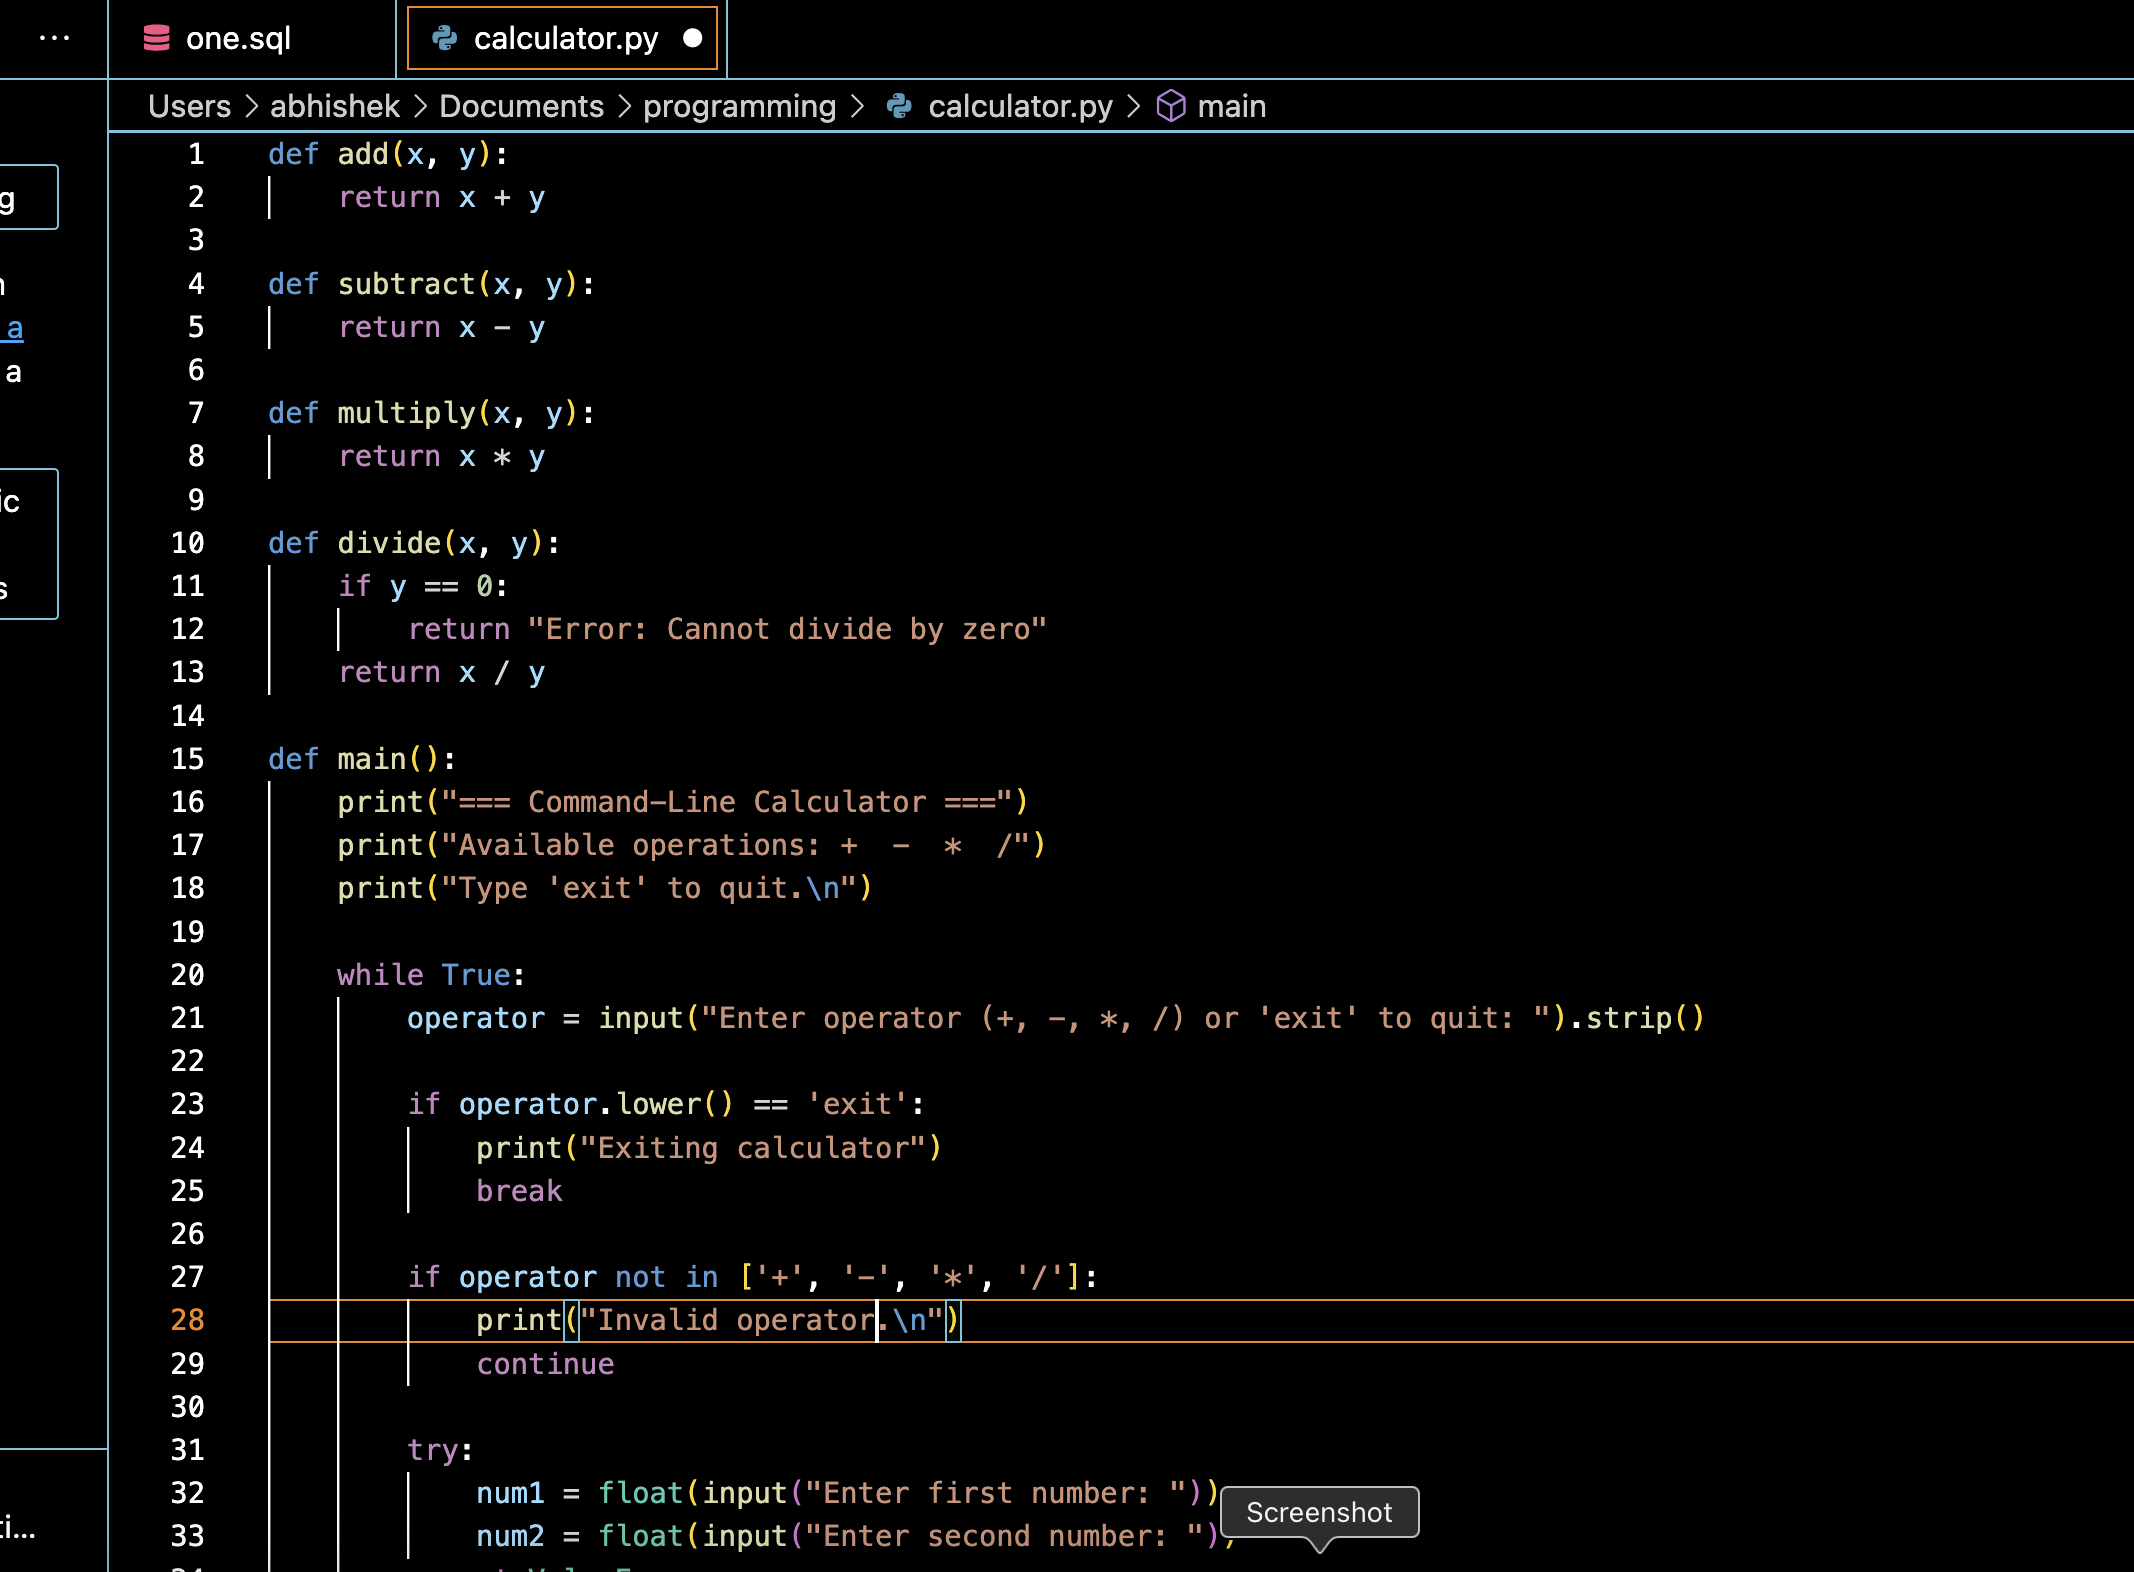 ... one.sql calculator.py
Users > abhishek > Documents > programming > calculator.py > main
1 def add(x, y):
g
2     return x + y
3
4 def subtract(x, y):
5     return x - y
a
6
a
7 def multiply(x, y):
8     return x * y
9
ic
10 def divide(x, y):
11     if y == 0:
s
12         return "Error: Cannot divide by zero"
13     return x / y
14
15 def main():
16     print("=== Command-Line Calculator ===")
17     print("Available operations: +  -  *  /")
18     print("Type 'exit' to quit.\n")
19
20     while True:
21         operator = input("Enter operator (+, -, *, /) or 'exit' to quit: ").strip()
22
23         if operator.lower() == 'exit':
24             print("Exiting calculator")
25             break
26
27         if operator not in ['+', '-', '*', '/']:
28             print("Invalid operator.\n")
29             continue
30
31         try:
32             num1 = float(input("Enter first number: "))
Screenshot
33             num2 = float(input("Enter second number: "))
ti...